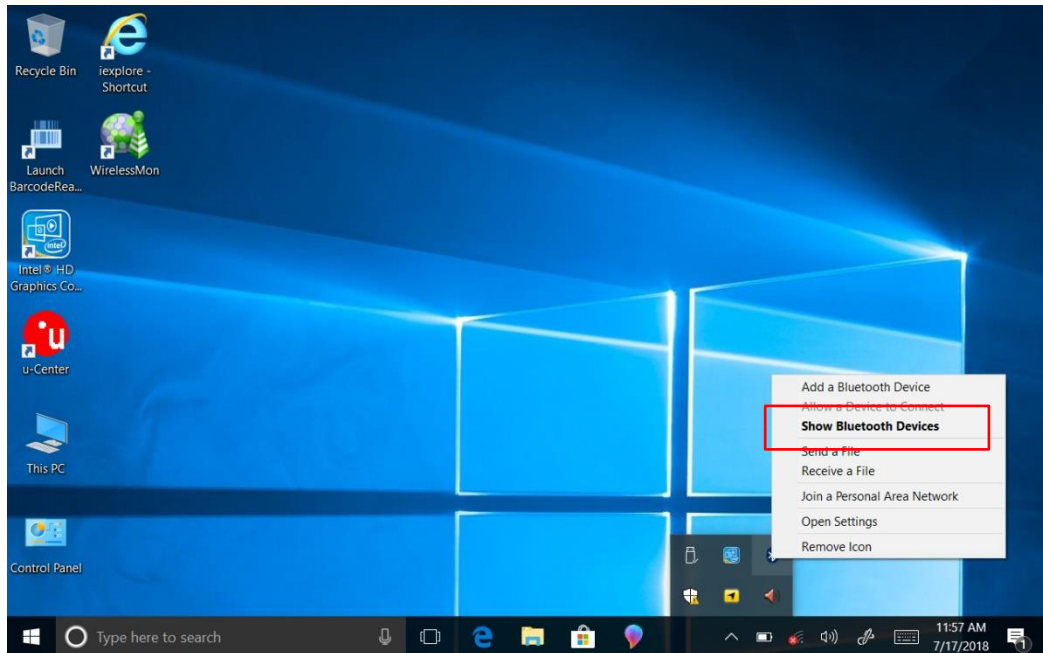 Recycle Bin
iexplore -
Shortcut
Launch
BarcodeRea...
WirelessMon
intel
Intel® HD
Graphics Co...
u
u-Center
This PC
Control Panel
Add a Bluetooth Device
Allow a Device to Connect
Show Bluetooth Devices
Send a File
Receive a File
Join a Personal Area Network
Open Settings
Remove Icon
Type here to search
11:57 AM
7/17/2018
1